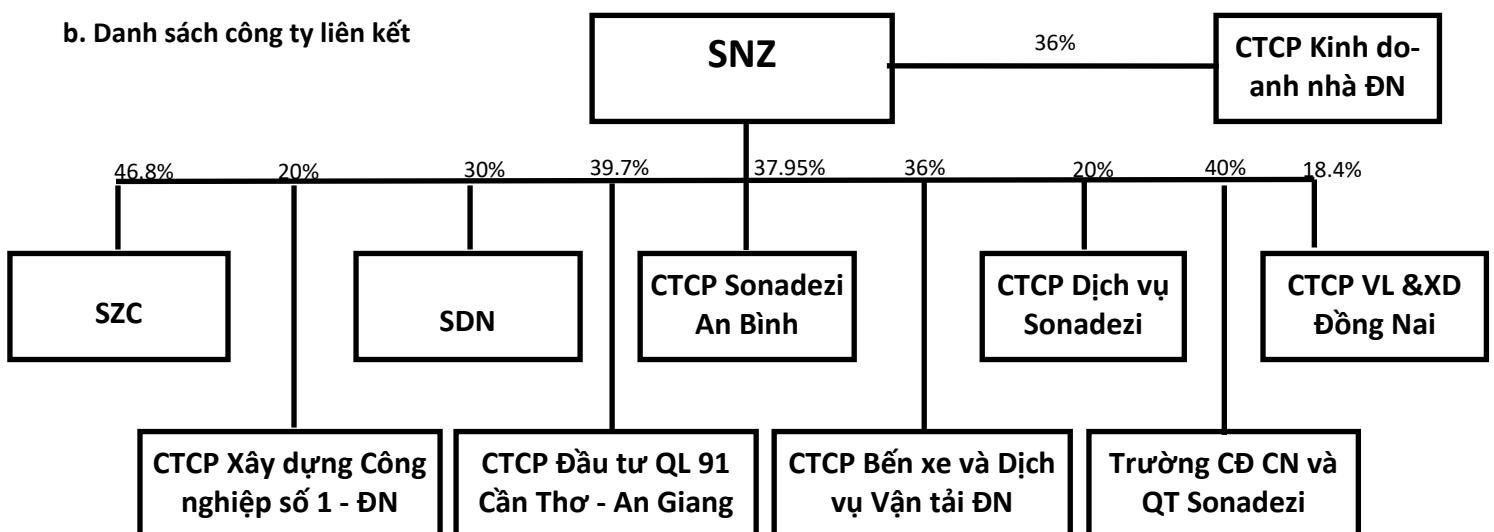 b. Danh sách công ty liên kết
SNZ
36%
CTCP Kinh do-
anh nhà ĐN
46.8%
20%
30%
39.7%
37.95%
36%
20%
40%
18.4%
SZC
SDN
CTCP Sonadezi
An Bình
CTCP Dịch vụ
Sonadezi
CTCP VL &XD
Đồng Nai
CTCP Xây dựng Công
nghiệp số 1 - ĐN
CTCP Đầu tư QL 91
Cần Thơ - An Giang
CTCP Bến xe và Dịch
vụ Vận tải ĐN
Trường CĐ CN và
QT Sonadezi